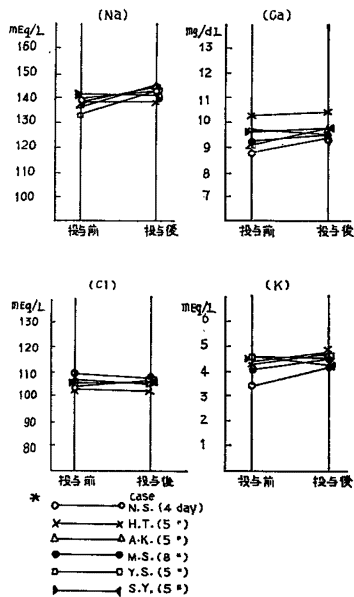 (Na)
mEq/L
160
150
140
130
120
110
100
投与前 投与後
(Ca)
mg/dL
13
12
11
10
9
8
7
投与前 投与後
(Cl)
mEq/L
130
120
110
100
90
80
投与前 投与後
(K)
mEq/L
6
5
4
3
2
1
投与前 投与後
* case
N.S. (4 day)
H.T. (5 〃)
A.K. (5 〃)
M.S. (8 〃)
Y.S. (5 〃)
S.Y. (5 〃)